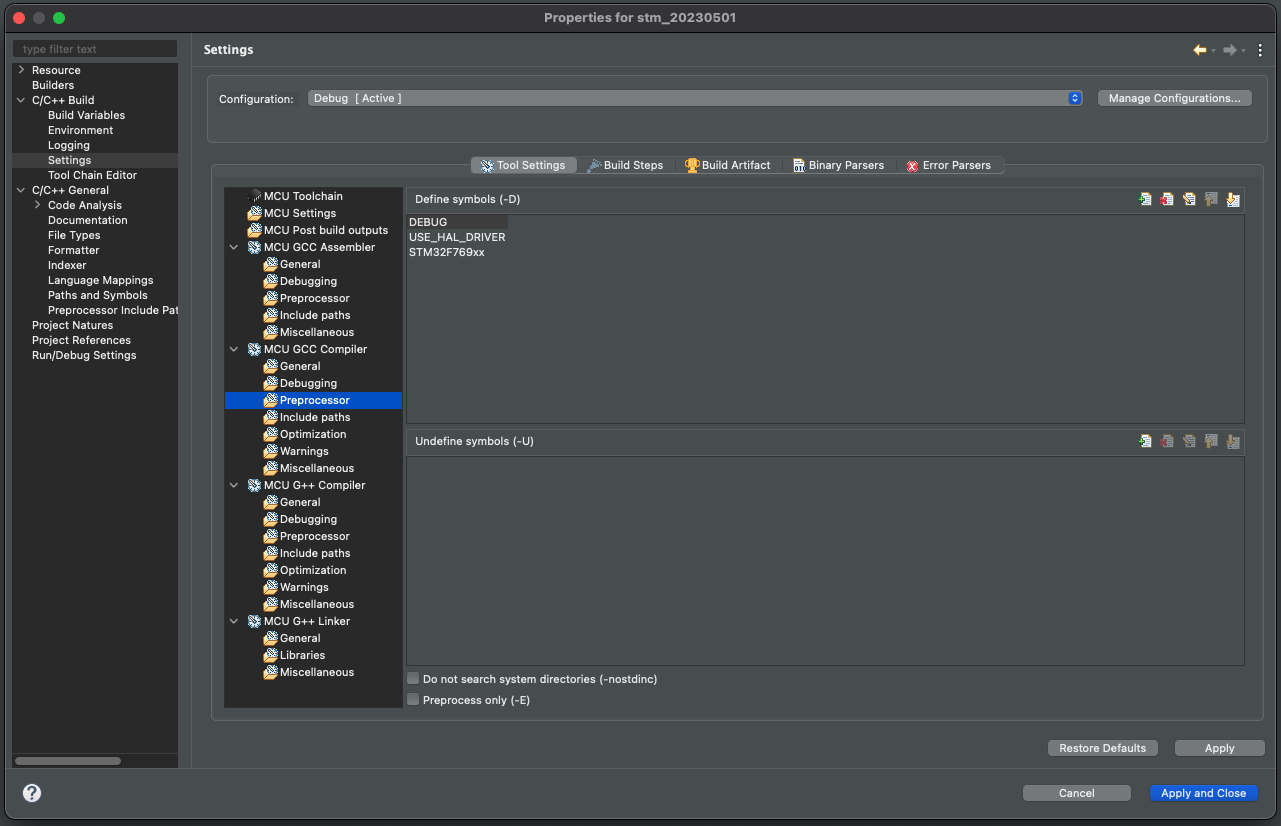 Properties for stm_20230501
type filter text
Resource
Builders
C/C++ Build
Build Variables
Environment
Logging
Settings
Tool Chain Editor
C/C++ General
Code Analysis
Documentation
File Types
Formatter
Indexer
Language Mappings
Paths and Symbols
Preprocessor Include Pat
Project Natures
Project References
Run/Debug Settings
Settings
Configuration:
Debug [ Active ]
Manage Configurations...
Tool Settings
Build Steps
Build Artifact
Binary Parsers
Error Parsers
MCU Toolchain
MCU Settings
MCU Post build outputs
MCU GCC Assembler
General
Debugging
Preprocessor
Include paths
Miscellaneous
MCU GCC Compiler
General
Debugging
Preprocessor
Include paths
Optimization
Warnings
Miscellaneous
MCU G++ Compiler
General
Debugging
Preprocessor
Include paths
Optimization
Warnings
Miscellaneous
MCU G++ Linker
General
Libraries
Miscellaneous
Define symbols (-D)
DEBUG
USE_HAL_DRIVER
STM32F769xx
Undefine symbols (-U)
Do not search system directories (-nostdinc)
Preprocess only (-E)
Restore Defaults
Apply
?
Cancel
Apply and Close